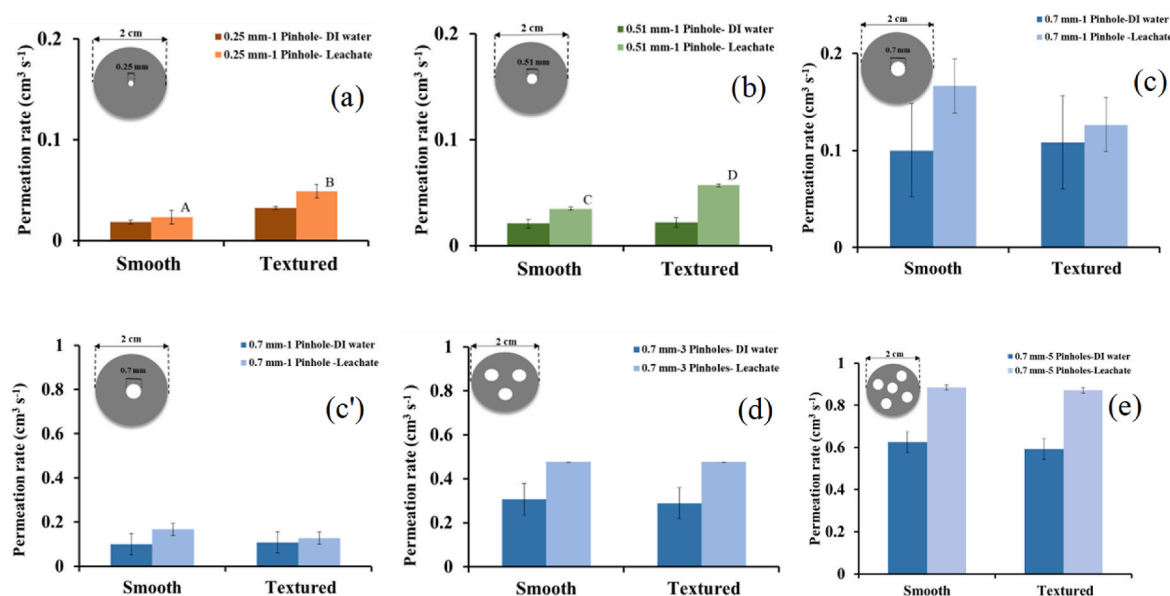 2 cm
0.25 mm
0.25 mm-1 Pinhole- DI water
0.25 mm-1 Pinhole- Leachate
(a)
Permeation rate (cm³ s⁻¹)
0.2
0.1
0
A
B
Smooth
Textured
2 cm
0.51 mm
0.51 mm-1 Pinhole- DI water
0.51 mm-1 Pinhole- Leachate
(b)
Permeation rate (cm³ s⁻¹)
0.2
0.1
0
C
D
Smooth
Textured
2 cm
0.7 mm
0.7 mm-1 Pinhole-DI water
0.7 mm-1 Pinhole -Leachate
(c)
Permeation rate (cm³ s⁻¹)
0.2
0.1
0
Smooth
Textured
2 cm
0.7 mm
0.7 mm-1 Pinhole-DI water
0.7 mm-1 Pinhole -Leachate
(c')
Permeation rate (cm³ s⁻¹)
1
0.8
0.6
0.4
0.2
0
Smooth
Textured
2 cm
0.7 mm-3 Pinholes- DI water
0.7 mm-3 Pinholes- Leachate
(d)
Permeation rate (cm³ s⁻¹)
1
0.8
0.6
0.4
0.2
0
Smooth
Textured
2 cm
0.7 mm-5 Pinholes-DI water
0.7 mm-5 Pinholes-Leachate
(e)
Permeation rate (cm³ s⁻¹)
1
0.8
0.6
0.4
0.2
0
Smooth
Textured